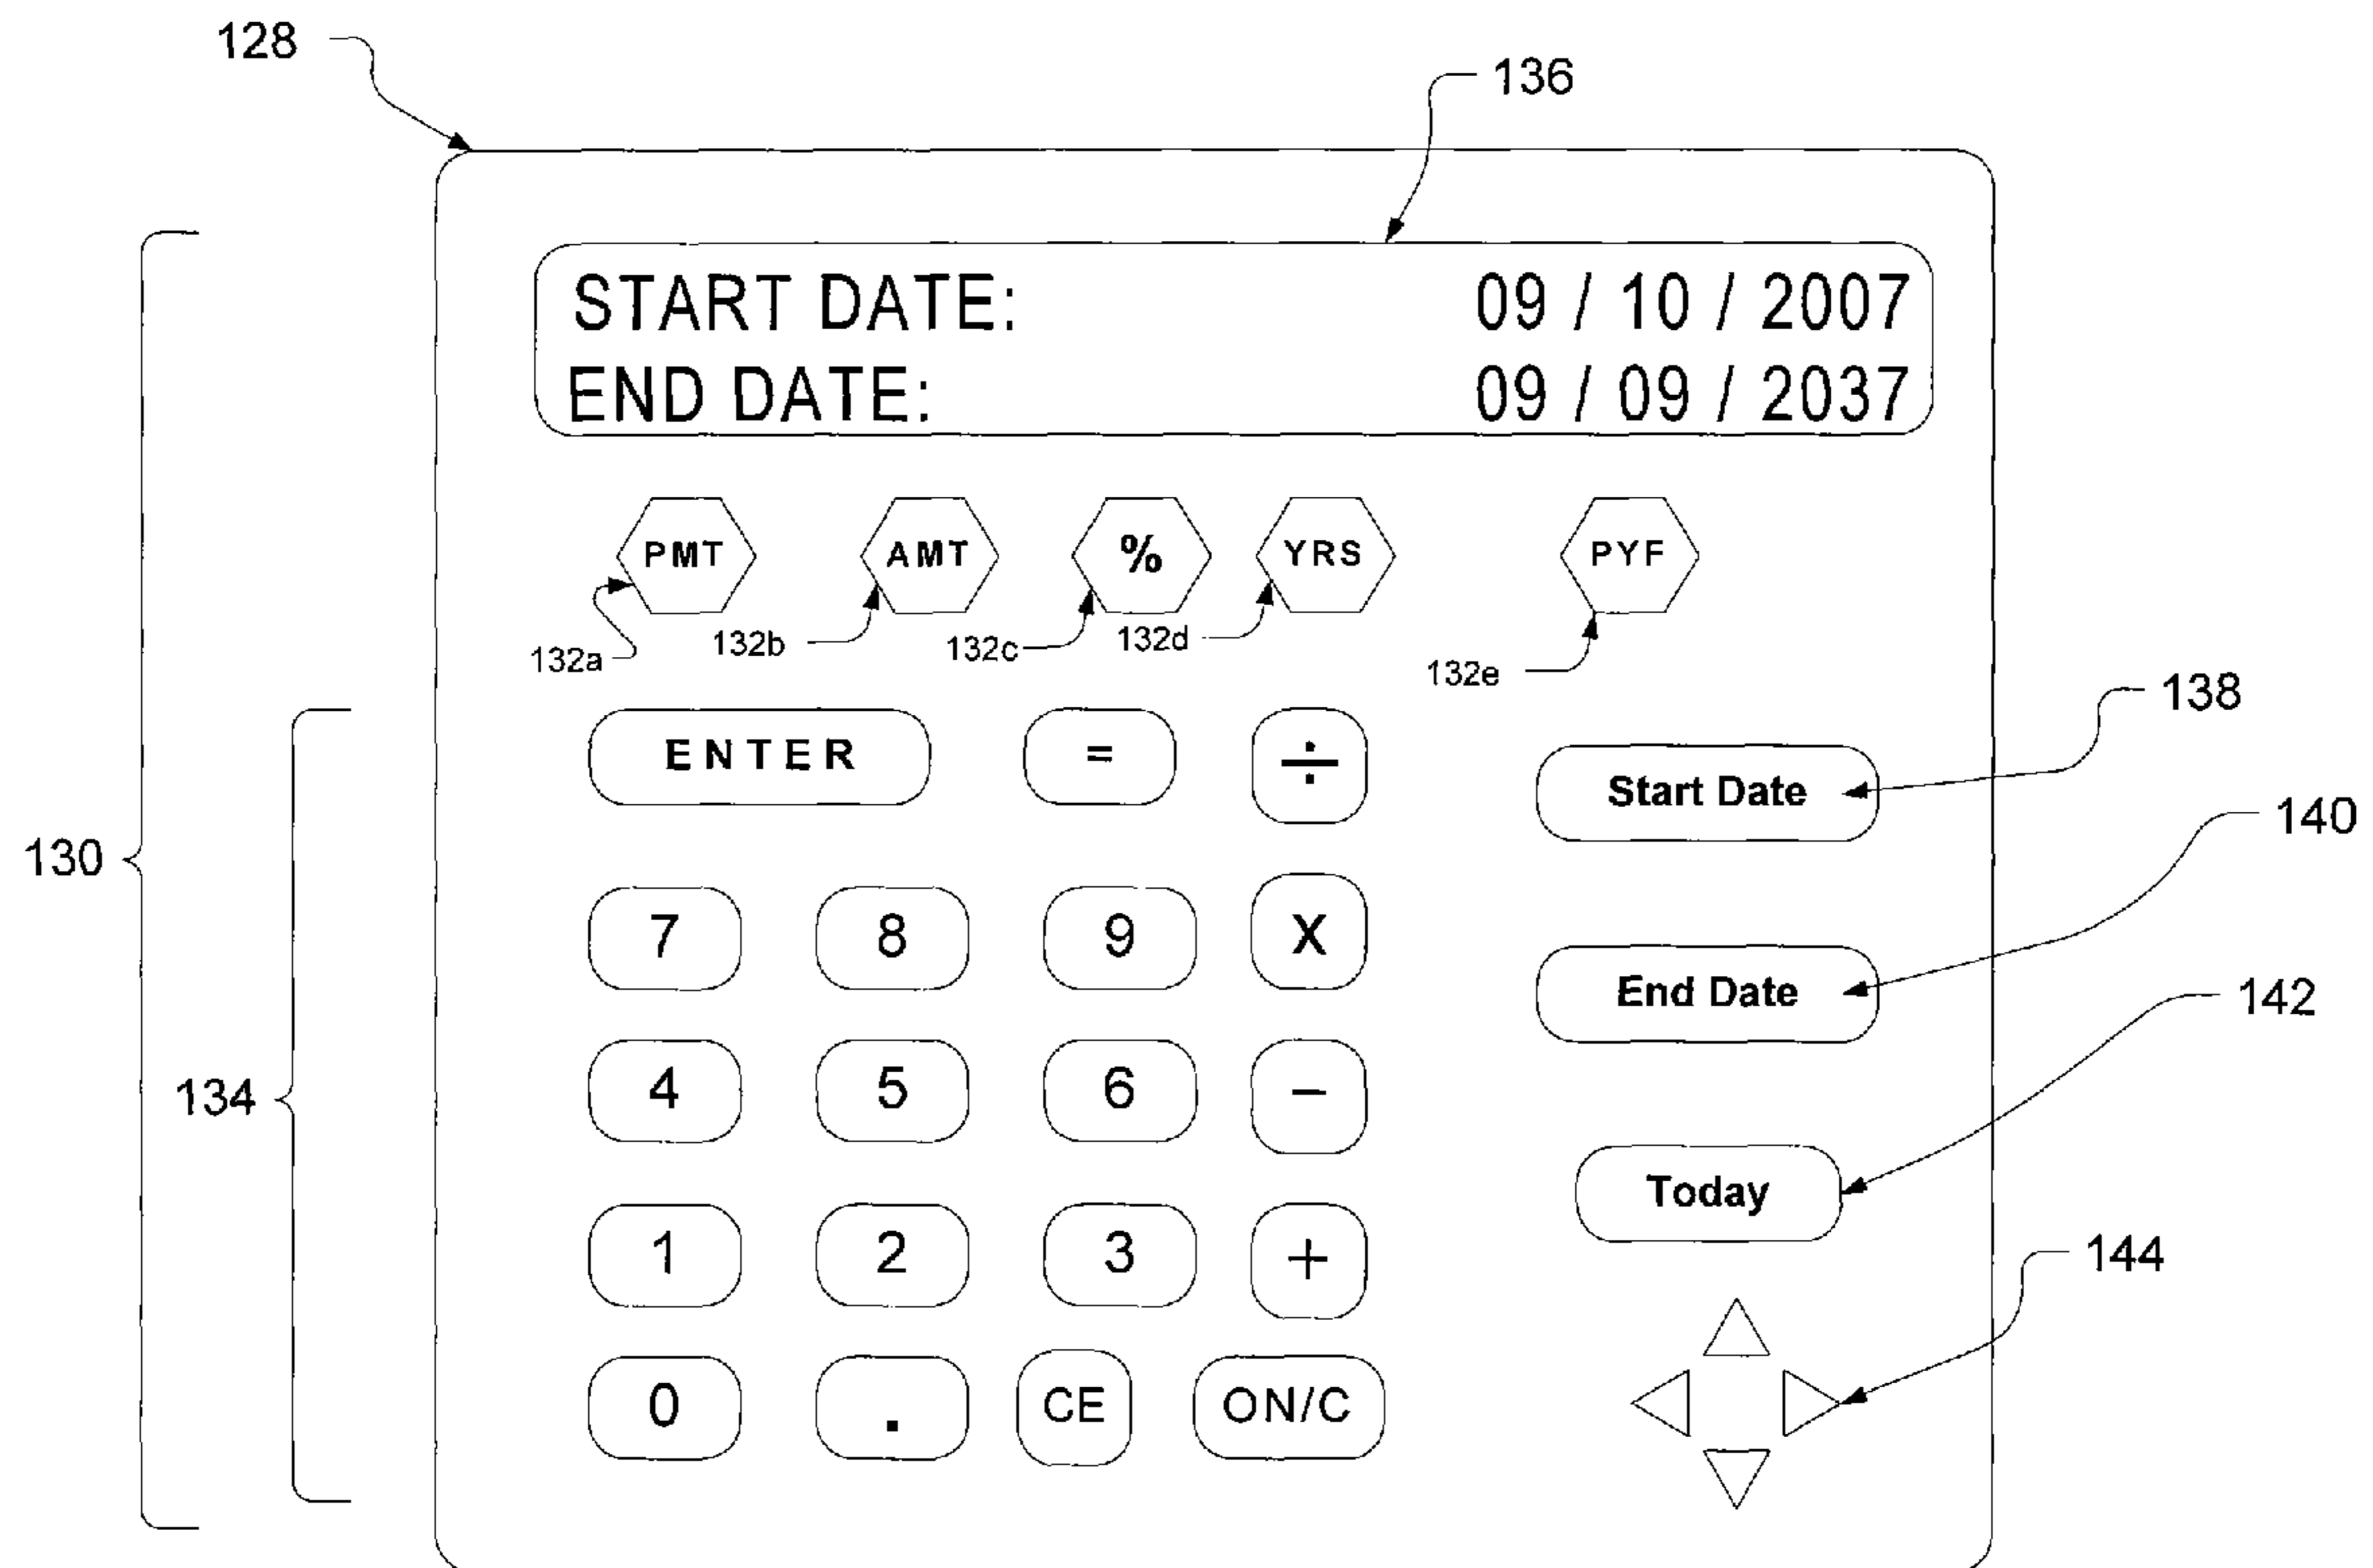 128
136
START DATE: 09 / 10 / 2007
END DATE: 09 / 09 / 2037
PMT AMT % YRS PYF
132a 132b 132c 132d 132e
138
ENTER = ÷ Start Date
140
130
7 8 9 X End Date
142
134
4 5 6 − Today
1 2 3 +
144
0 . CE ON/C